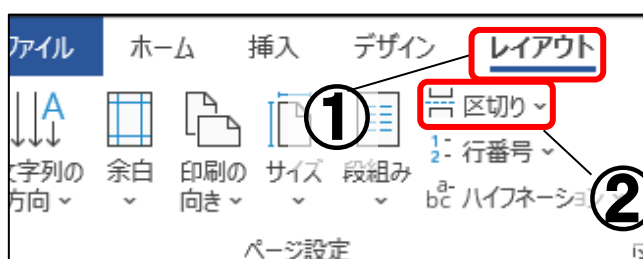 ファイル ホーム 挿入 デザイン レイアウト
① 区切り
文字列の方向 余白 印刷の向き サイズ 段組み
行番号
ハイフネーショ ②
ページ設定